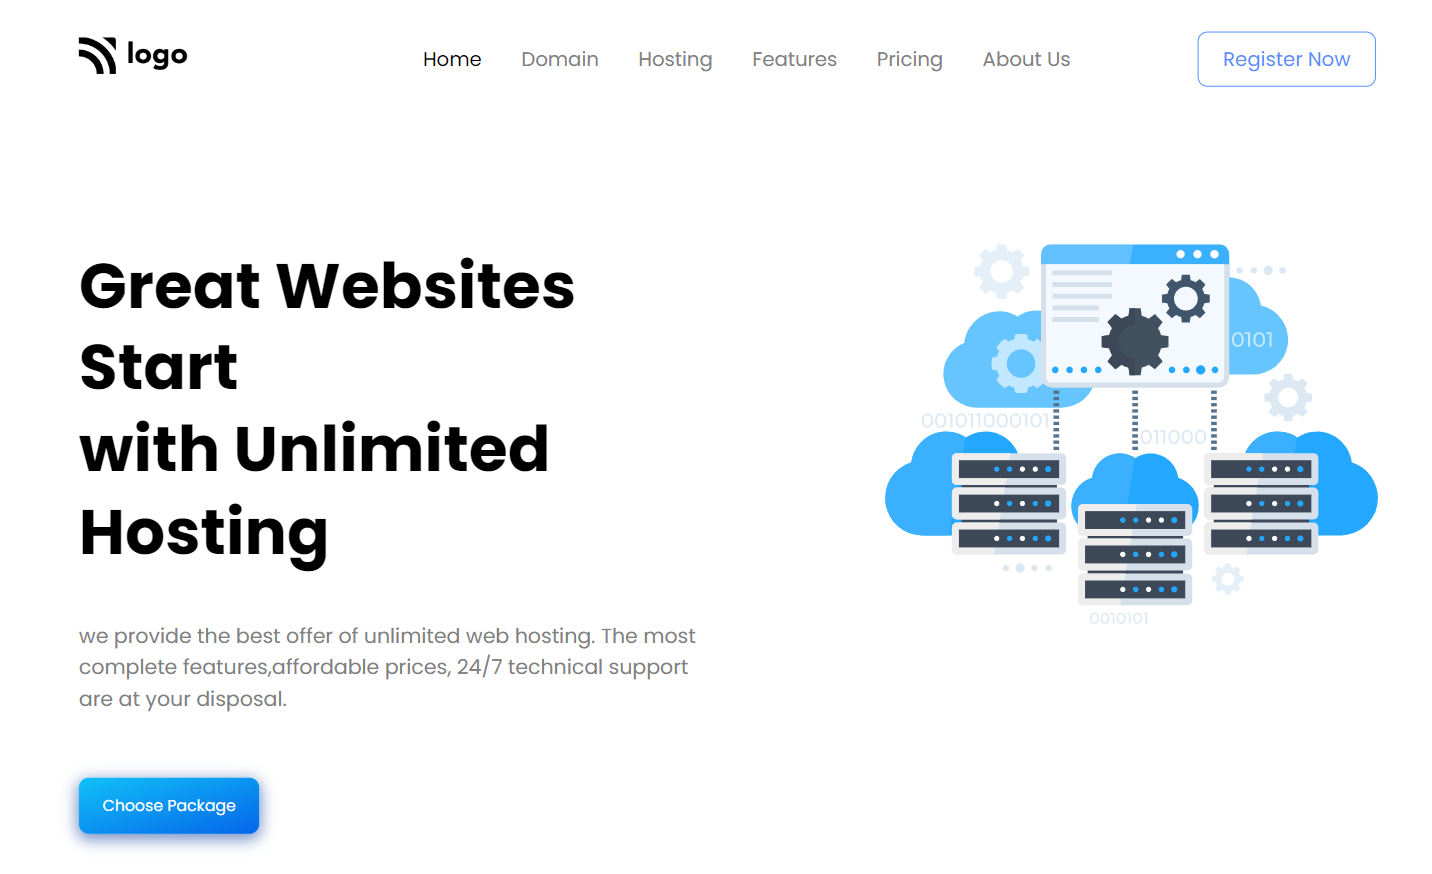 logo
Home Domain Hosting Features Pricing About Us Register Now
Great Websites
Start
with Unlimited
Hosting
we provide the best offer of unlimited web hosting. The most
complete features,affordable prices, 24/7 technical support
are at your disposal.
Choose Package
0101
001011000101
011000
0010101